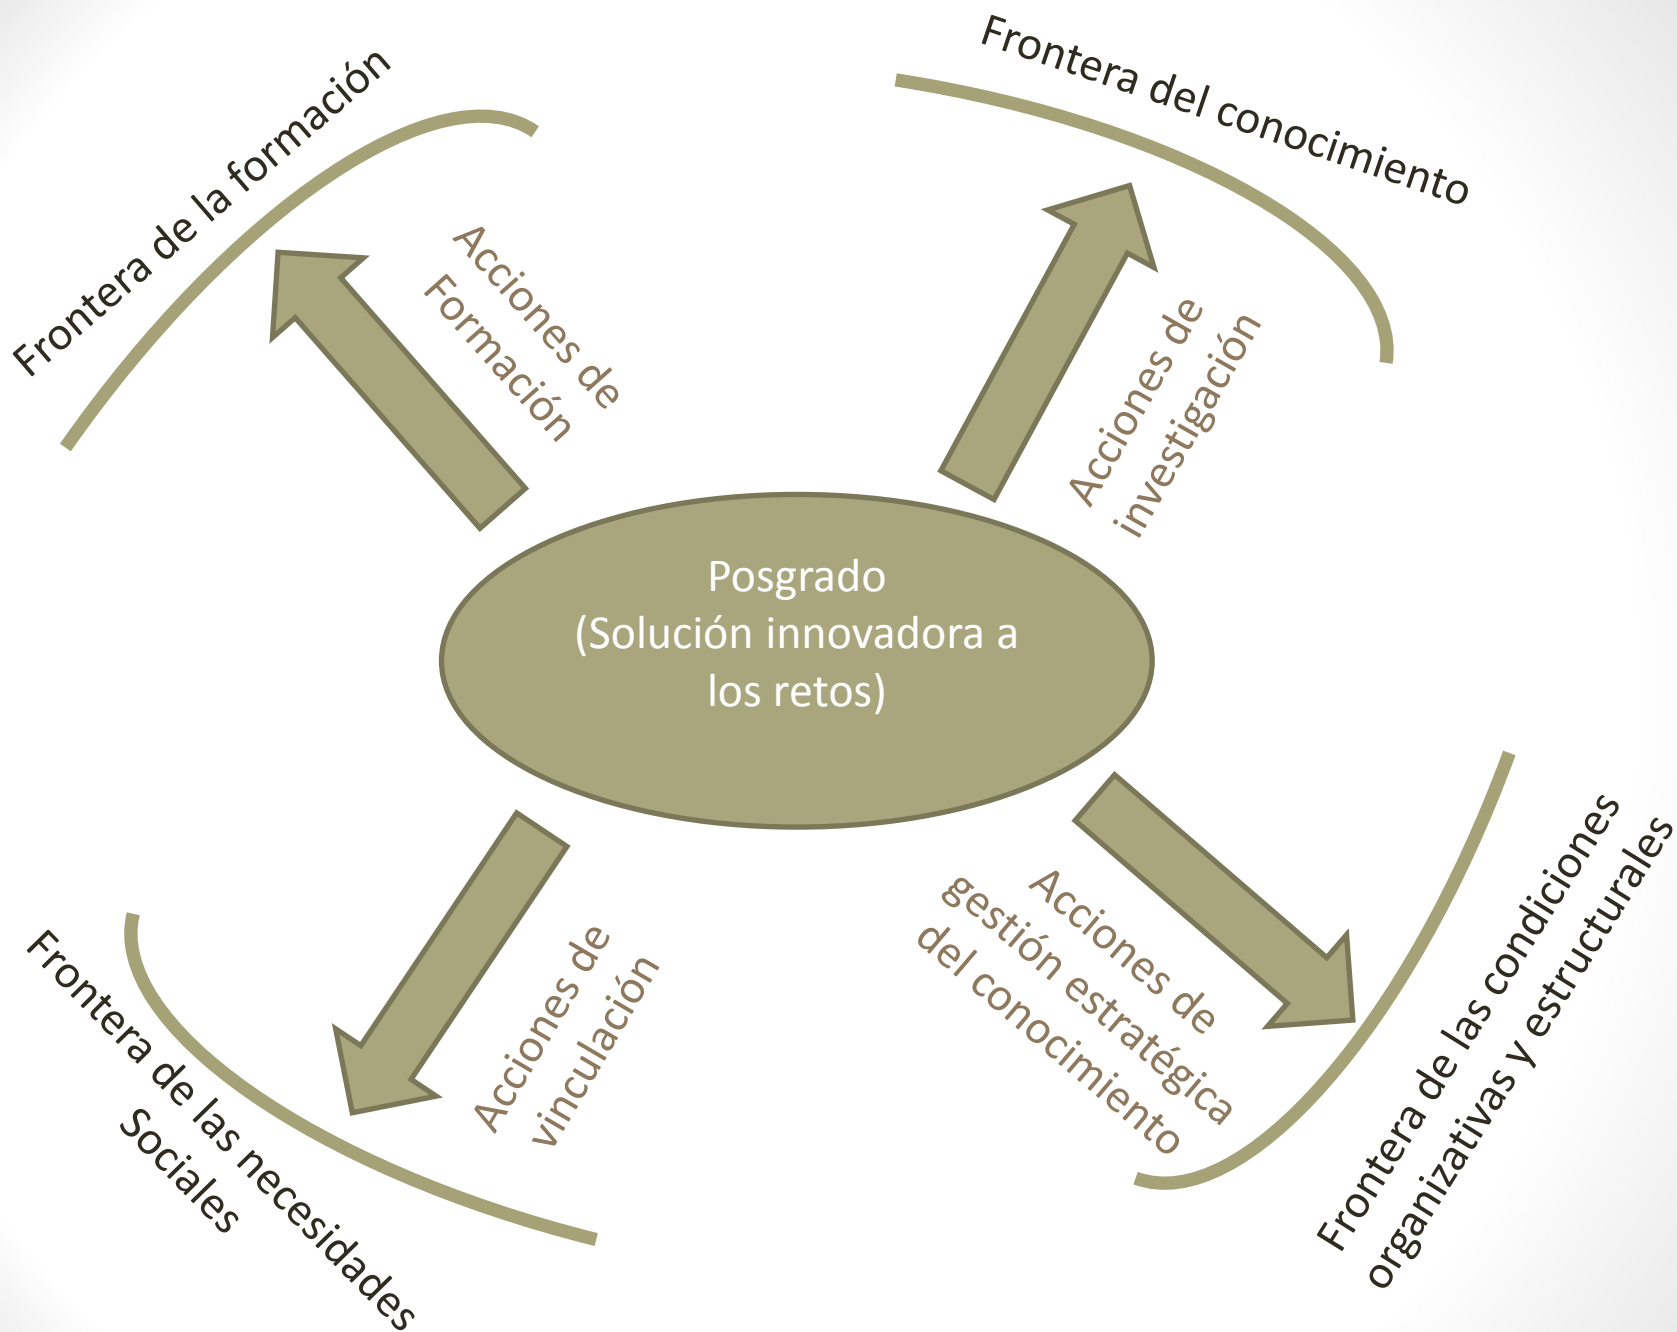 Frontera de la formación
Acciones de
Formación
Frontera del conocimiento
Acciones de
investigación
Posgrado
(Solución innovadora a
los retos)
Frontera de las necesidades
Sociales
Acciones de
vinculación
Acciones de
gestión estratégica
del conocimiento
Frontera de las condiciones
organizativas y estructurales